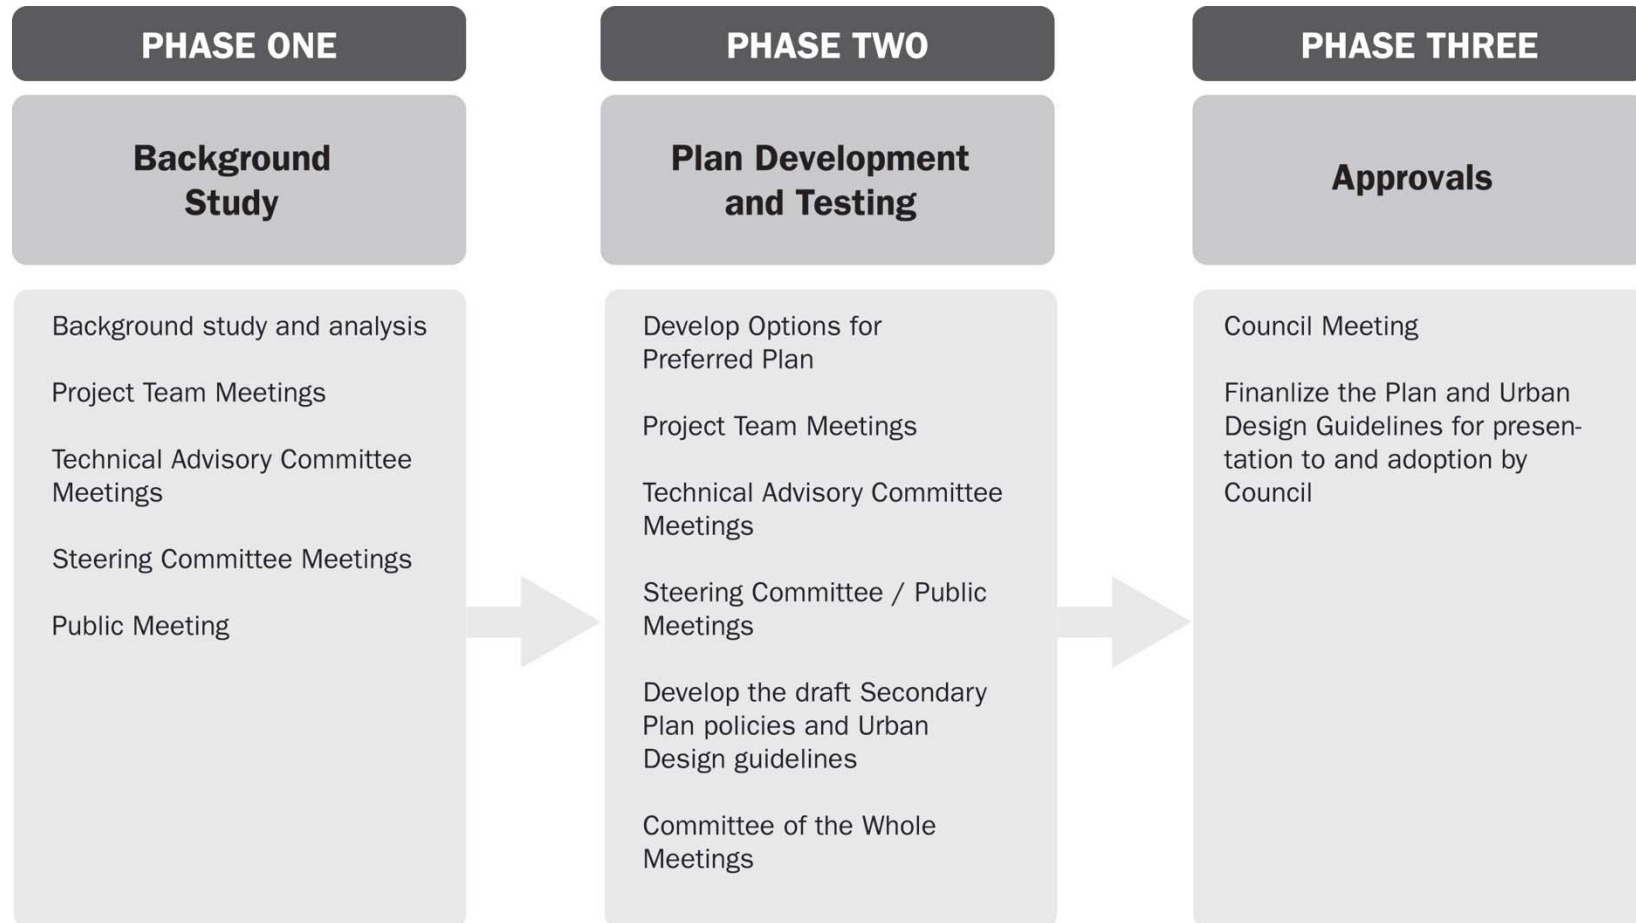 PHASE ONE
Background
Study
Background study and analysis
Project Team Meetings
Technical Advisory Committee
Meetings
Steering Committee Meetings
Public Meeting
PHASE TWO
Plan Development
and Testing
Develop Options for
Preferred Plan
Project Team Meetings
Technical Advisory Committee
Meetings
Steering Committee / Public
Meetings
Develop the draft Secondary
Plan policies and Urban
Design guidelines
Committee of the Whole
Meetings
PHASE THREE
Approvals
Council Meeting
Finanlize the Plan and Urban
Design Guidelines for presen-
tation to and adoption by
Council